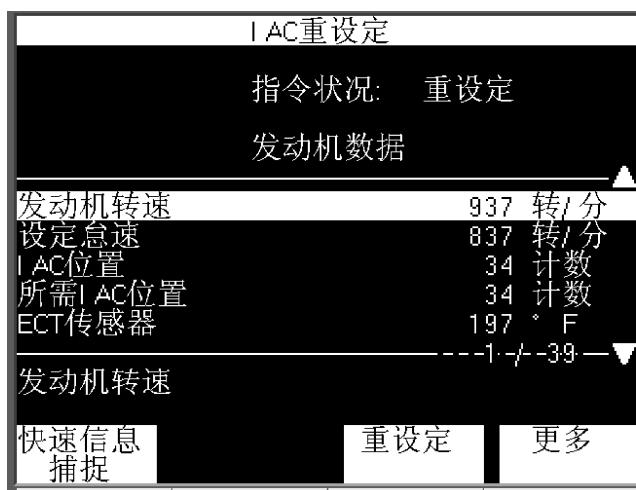 IAC重设定
指令状况: 重设定
发动机数据
发动机转速 937 转/分
设定怠速 837 转/分
IAC位置 34 计数
所需IAC位置 34 计数
ECT传感器 197 ° F
----1-/--39—
发动机转速
快速信息 重设定 更多
捕捉